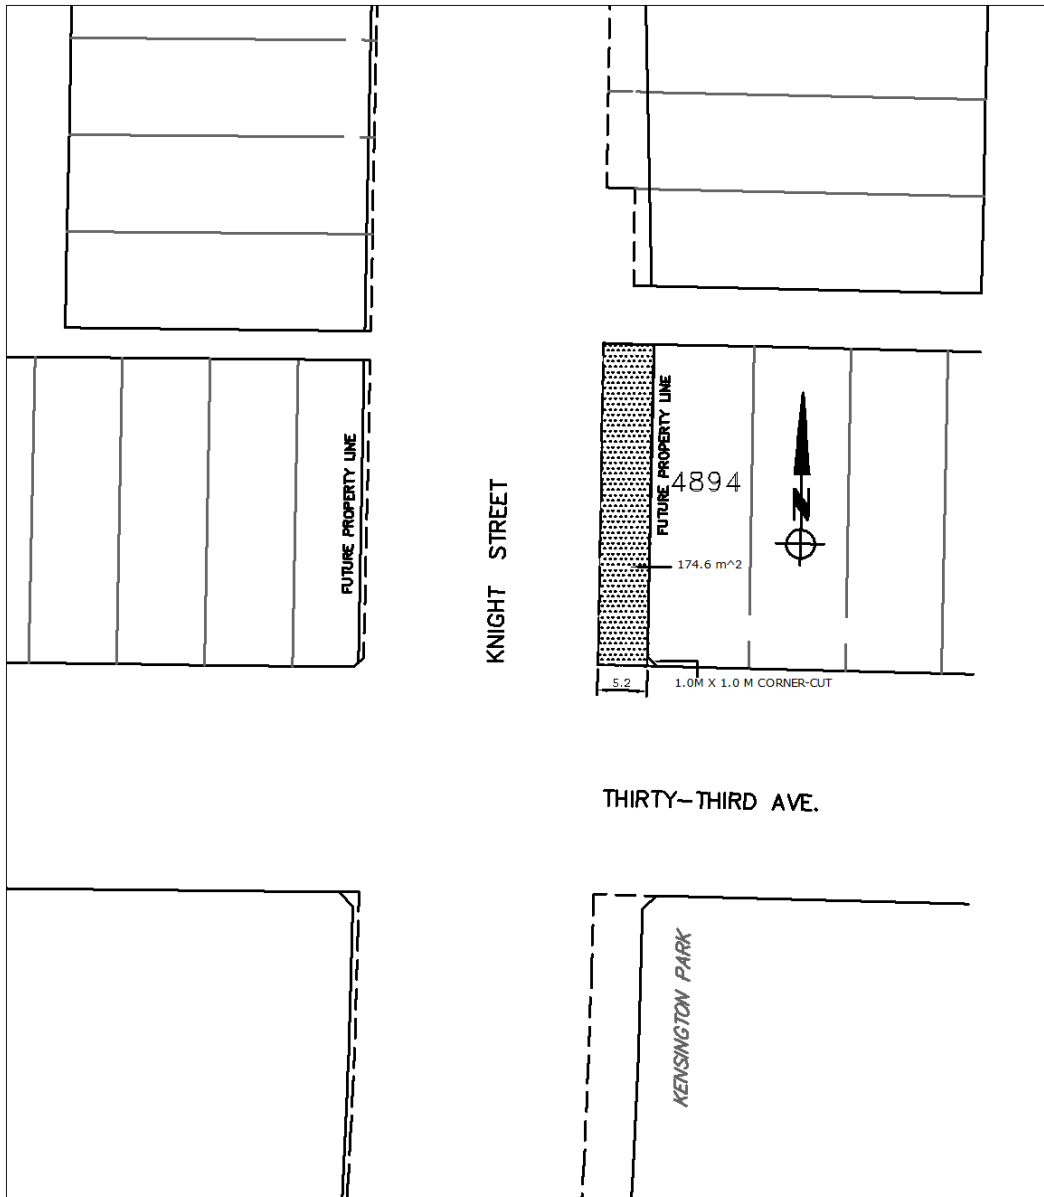 FUTURE PROPERTY LINE
KNIGHT STREET
FUTURE PROPERTY LINE
4894
N
174.6 m^2
5.2
1.0M X 1.0 M CORNER-CUT
THIRTY-THIRD AVE.
KENSINGTON PARK